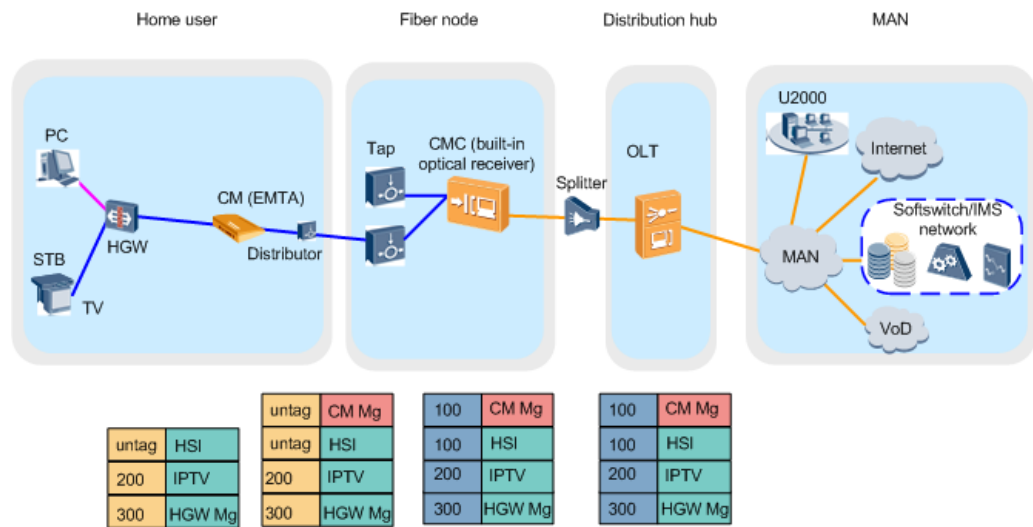 Home user
Fiber node
Distribution hub
MAN
PC
STB
TV
HGW
CM (EMTA)
Distributor
Tap
CMC (built-in
optical receiver)
Splitter
OLT
U2000
Internet
MAN
Softswitch/IMS
network
VoD
untag HSI
200 IPTV
300 HGW Mg
untag CM Mg
untag HSI
200 IPTV
300 HGW Mg
100 CM Mg
100 HSI
200 IPTV
300 HGW Mg
100 CM Mg
100 HSI
200 IPTV
300 HGW Mg